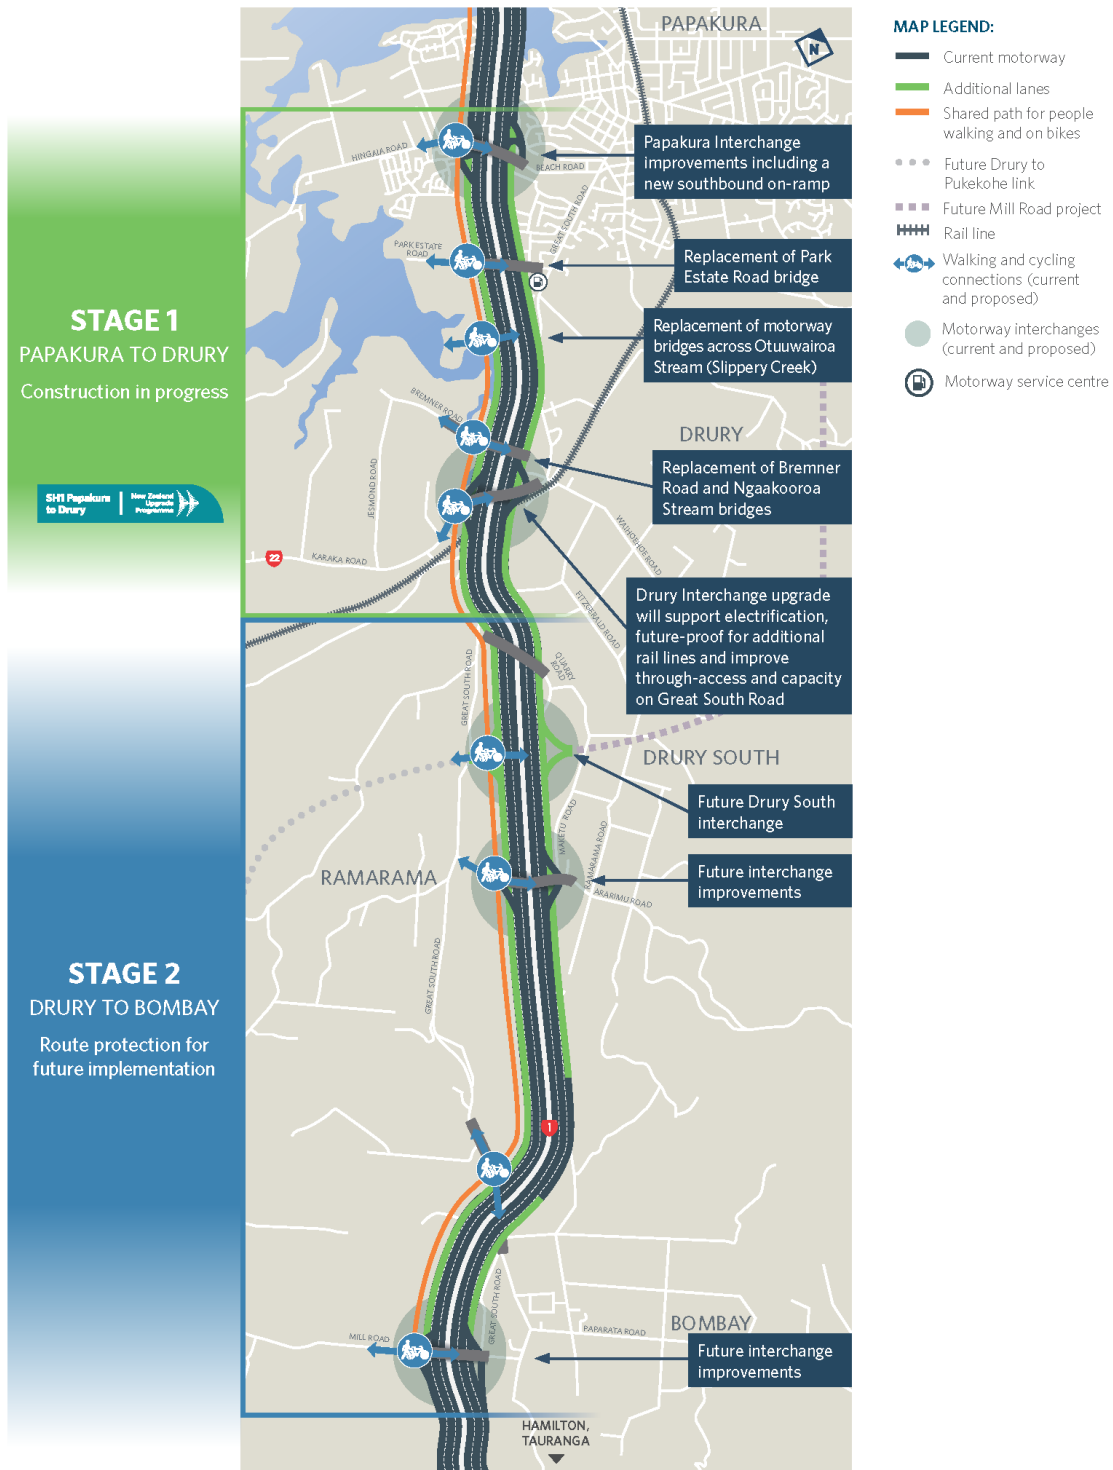 PAPAKURA
N
MAP LEGEND:
Current motorway
Additional lanes
Shared path for people
walking and on bikes
Future Drury to
Pukekohe link
Future Mill Road project
Rail line
Walking and cycling
connections (current
and proposed)
Motorway interchanges
(current and proposed)
Motorway service centre
STAGE 1
PAPAKURA TO DRURY
Construction in progress
SH1 Papakura
to Drury
New Zealand
Upgrade
Programme
HINGAIA ROAD
BEACH ROAD
Papakura Interchange
improvements including a
new southbound on-ramp
GREAT SOUTH ROAD
PARK ESTATE
ROAD
Replacement of Park
Estate Road bridge
Replacement of motorway
bridges across Otuuwairoa
Stream (Slippery Creek)
BREMNER ROAD
DRURY
Replacement of Bremner
Road and Ngaakooroa
Stream bridges
JESMOND ROAD
WAIHOEHOE ROAD
22
KARAKA ROAD
FITZGERALD ROAD
Drury Interchange upgrade
will support electrification,
future-proof for additional
rail lines and improve
through-access and capacity
on Great South Road
GREAT SOUTH ROAD
QUARRY
ROAD
DRURY SOUTH
Future Drury South
interchange
MAKETU ROAD
RAMARAMA ROAD
RAMARAMA
Future interchange
improvements
ARARIMU ROAD
GREAT SOUTH ROAD
STAGE 2
DRURY TO BOMBAY
Route protection for
future implementation
1
GREAT SOUTH ROAD
MILL ROAD
PAPARATA ROAD
BOMBAY
Future interchange
improvements
HAMILTON,
TAURANGA